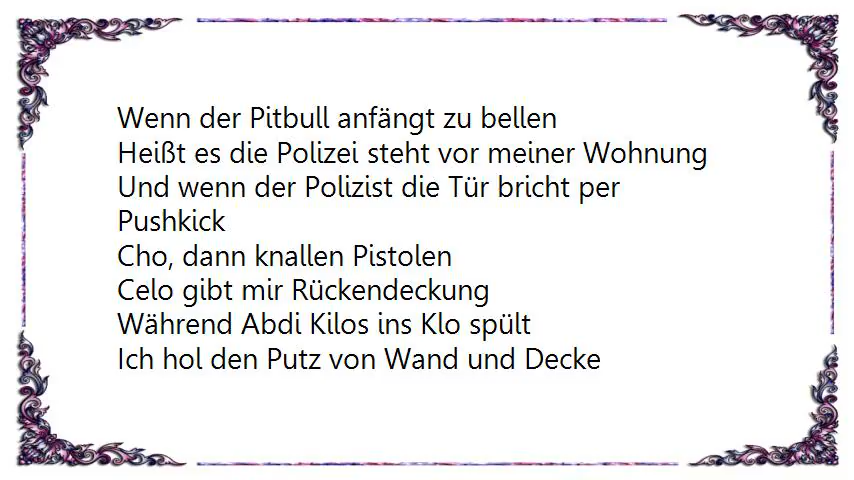 Wenn der Pitbull anfängt zu bellen
Heißt es die Polizei steht vor meiner Wohnung
Und wenn der Polizist die Tür bricht per
Pushkick
Cho, dann knallen Pistolen
Celo gibt mir Rückendeckung
Während Abdi Kilos ins Klo spült
Ich hol den Putz von Wand und Decke